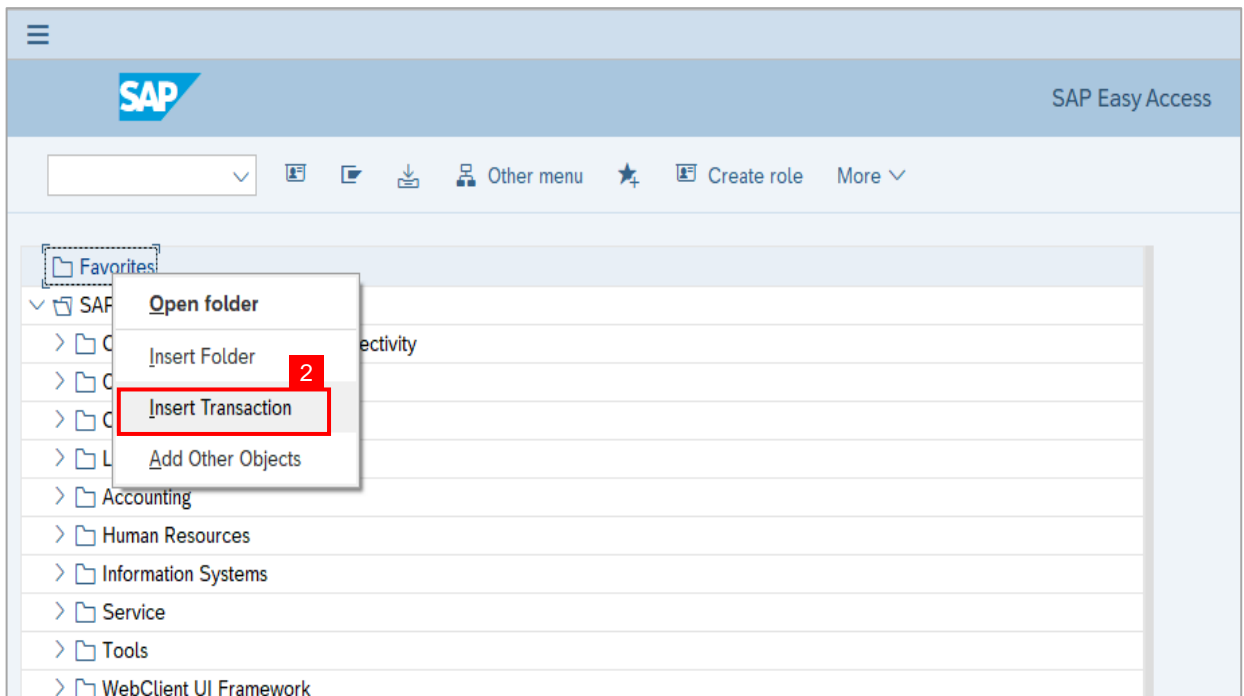 SAP
SAP Easy Access
Other menu Create role More
Favorites
SAP
Open folder
ectivity
Insert Folder
2
Insert Transaction
Add Other Objects
Accounting
Human Resources
Information Systems
Service
Tools
WebClient UI Framework